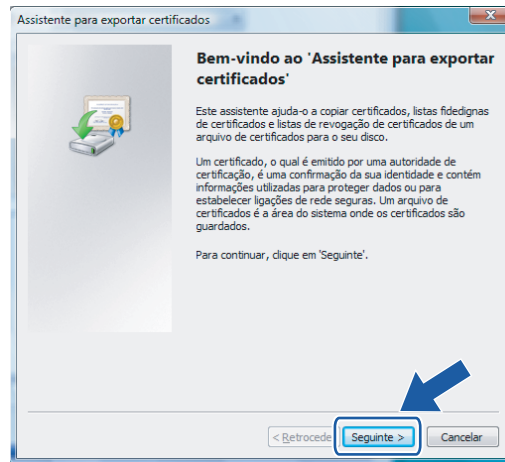 Assistente para exportar certificados
Bem-vindo ao 'Assistente para exportar
certificados'
Este assistente ajuda-o a copiar certificados, listas fidedignas
de certificados e listas de revogação de certificados de um
arquivo de certificados para o seu disco.
Um certificado, o qual é emitido por uma autoridade de
certificação, é uma confirmação da sua identidade e contém
informações utilizadas para proteger dados ou para
estabelecer ligações de rede seguras. Um arquivo de
certificados é a área do sistema onde os certificados são
guardados.
Para continuar, clique em 'Seguinte'.
< Retrocede Seguinte > Cancelar